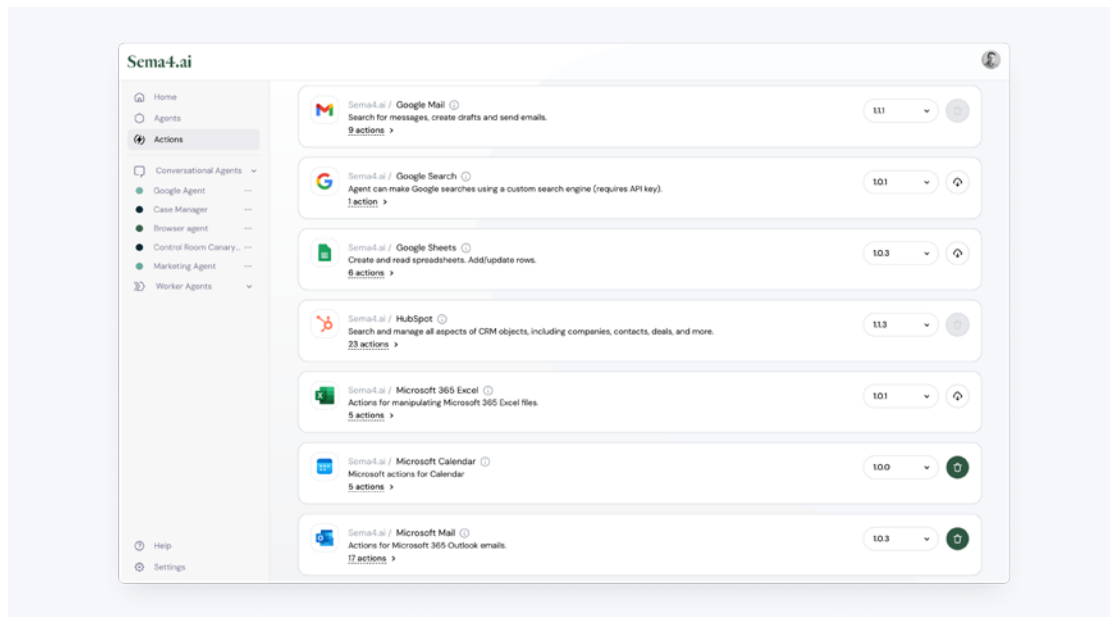 Sema4.ai
Home
Agents
Actions
Conversational Agents
Google Agent
Case Manager
Browser agent
Control Room Canary...
Marketing Agent
Worker Agents
Help
Settings
Sema4.ai / Google Mail
Search for messages, create drafts and send emails.
9 actions >
1.1.1
Sema4.ai / Google Search
Agent can make Google searches using a custom search engine (requires API key).
1 action >
1.0.1
Sema4.ai / Google Sheets
Create and read spreadsheets. Add/update rows.
6 actions >
1.0.3
Sema4.ai / HubSpot
Search and manage all aspects of CRM objects, including companies, contacts, deals, and more.
23 actions >
1.1.3
Sema4.ai / Microsoft 365 Excel
Actions for manipulating Microsoft 365 Excel files.
5 actions >
1.0.1
Sema4.ai / Microsoft Calendar
Microsoft actions for Calendar
5 actions >
1.0.0
Sema4.ai / Microsoft Mail
Actions for Microsoft 365 Outlook emails.
17 actions >
1.0.3